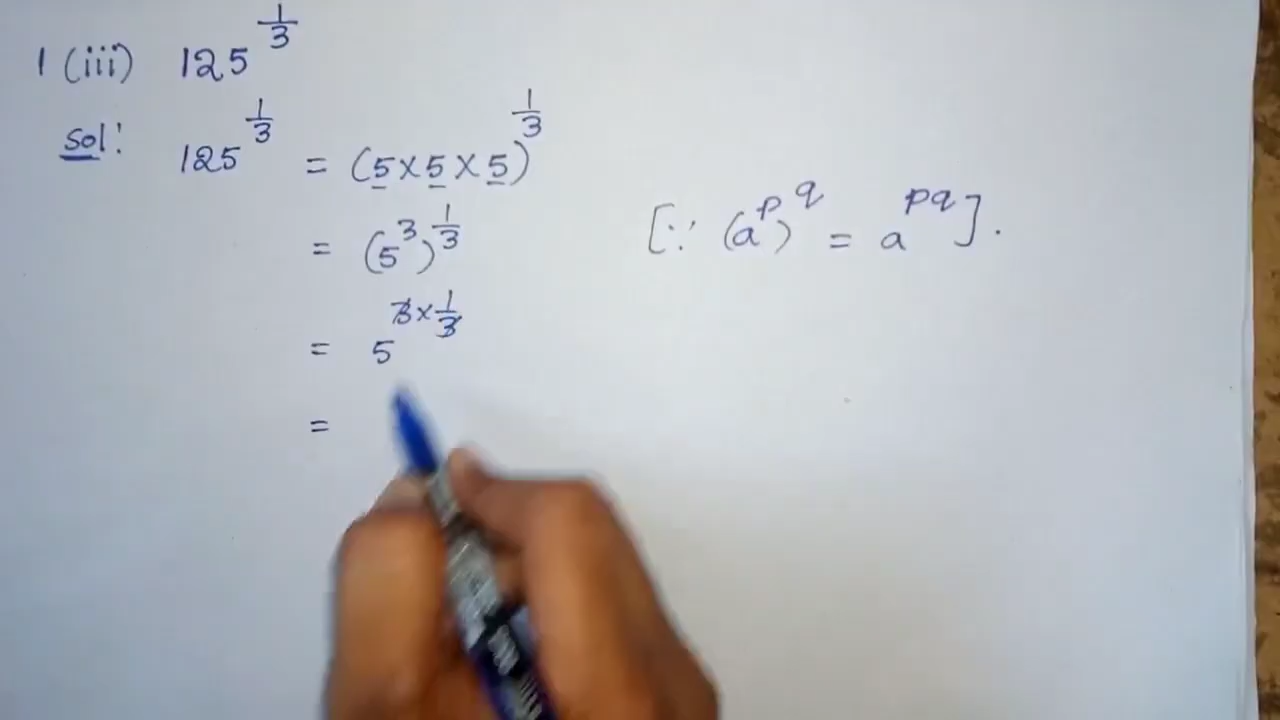 1 (iii) 125^(1/3)
Sol: 125^(1/3) = (5×5×5)^(1/3)
= (5^3)^(1/3) [∵ (a^p)^q = a^(pq)].
= 5^(3×1/3)
=